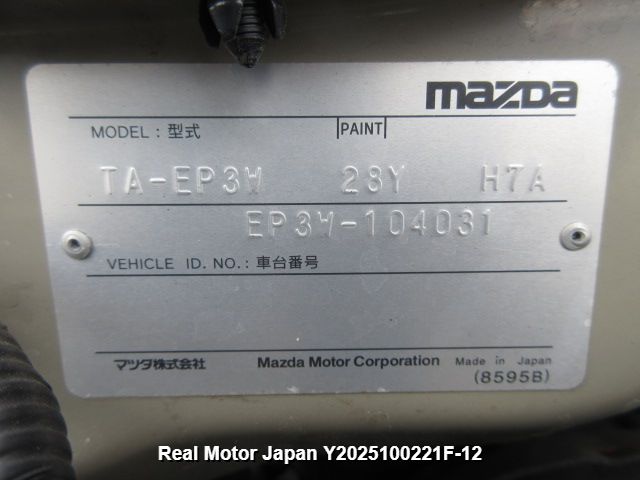 mazda
MODEL : 型式 PAINT
TA-EP3W 28Y H7A
EP3W-104031
VEHICLE ID. NO. : 車台番号
マツダ株式会社 Mazda Motor Corporation Made in Japan
(8595B)
Real Motor Japan Y2025100221F-12